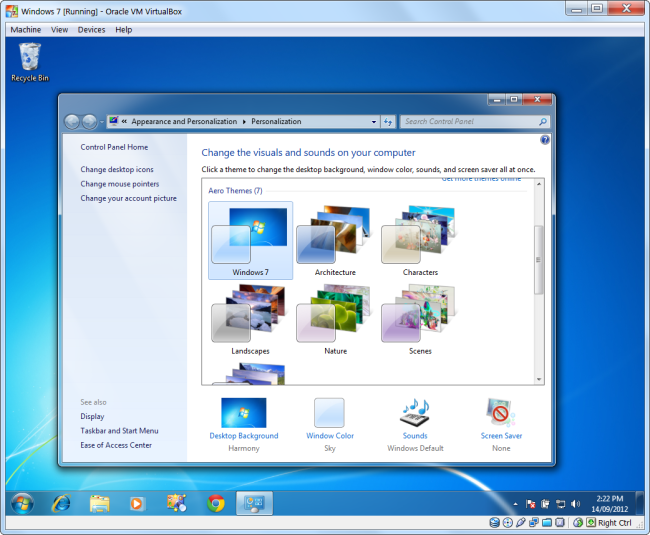 Windows 7 [Running] - Oracle VM VirtualBox
Machine View Devices Help
Recycle Bin
« Appearance and Personalization Personalization
Search Control Panel
Control Panel Home
Change desktop icons
Change mouse pointers
Change your account picture
See also
Display
Taskbar and Start Menu
Ease of Access Center
Change the visuals and sounds on your computer
Click a theme to change the desktop background, window color, sounds, and screen saver all at once.
Get more themes online
Aero Themes (7)
Windows 7 Architecture Characters
Landscapes Nature Scenes
Desktop Background Window Color Sounds Screen Saver
Harmony Sky Windows Default None
2:22 PM
14/09/2012
Right Ctrl